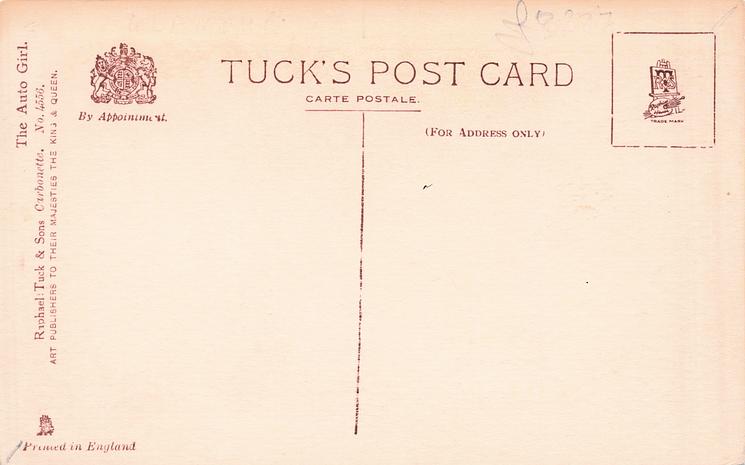 The Auto Girl.
Raphael Tuck & Sons Carbonette. No. 4556.
ART PUBLISHERS TO THEIR MAJESTIES THE KING & QUEEN.
By Appointment.
TUCK'S POST CARD
CARTE POSTALE.
(FOR ADDRESS ONLY)
TRADE MARK
Printed in England